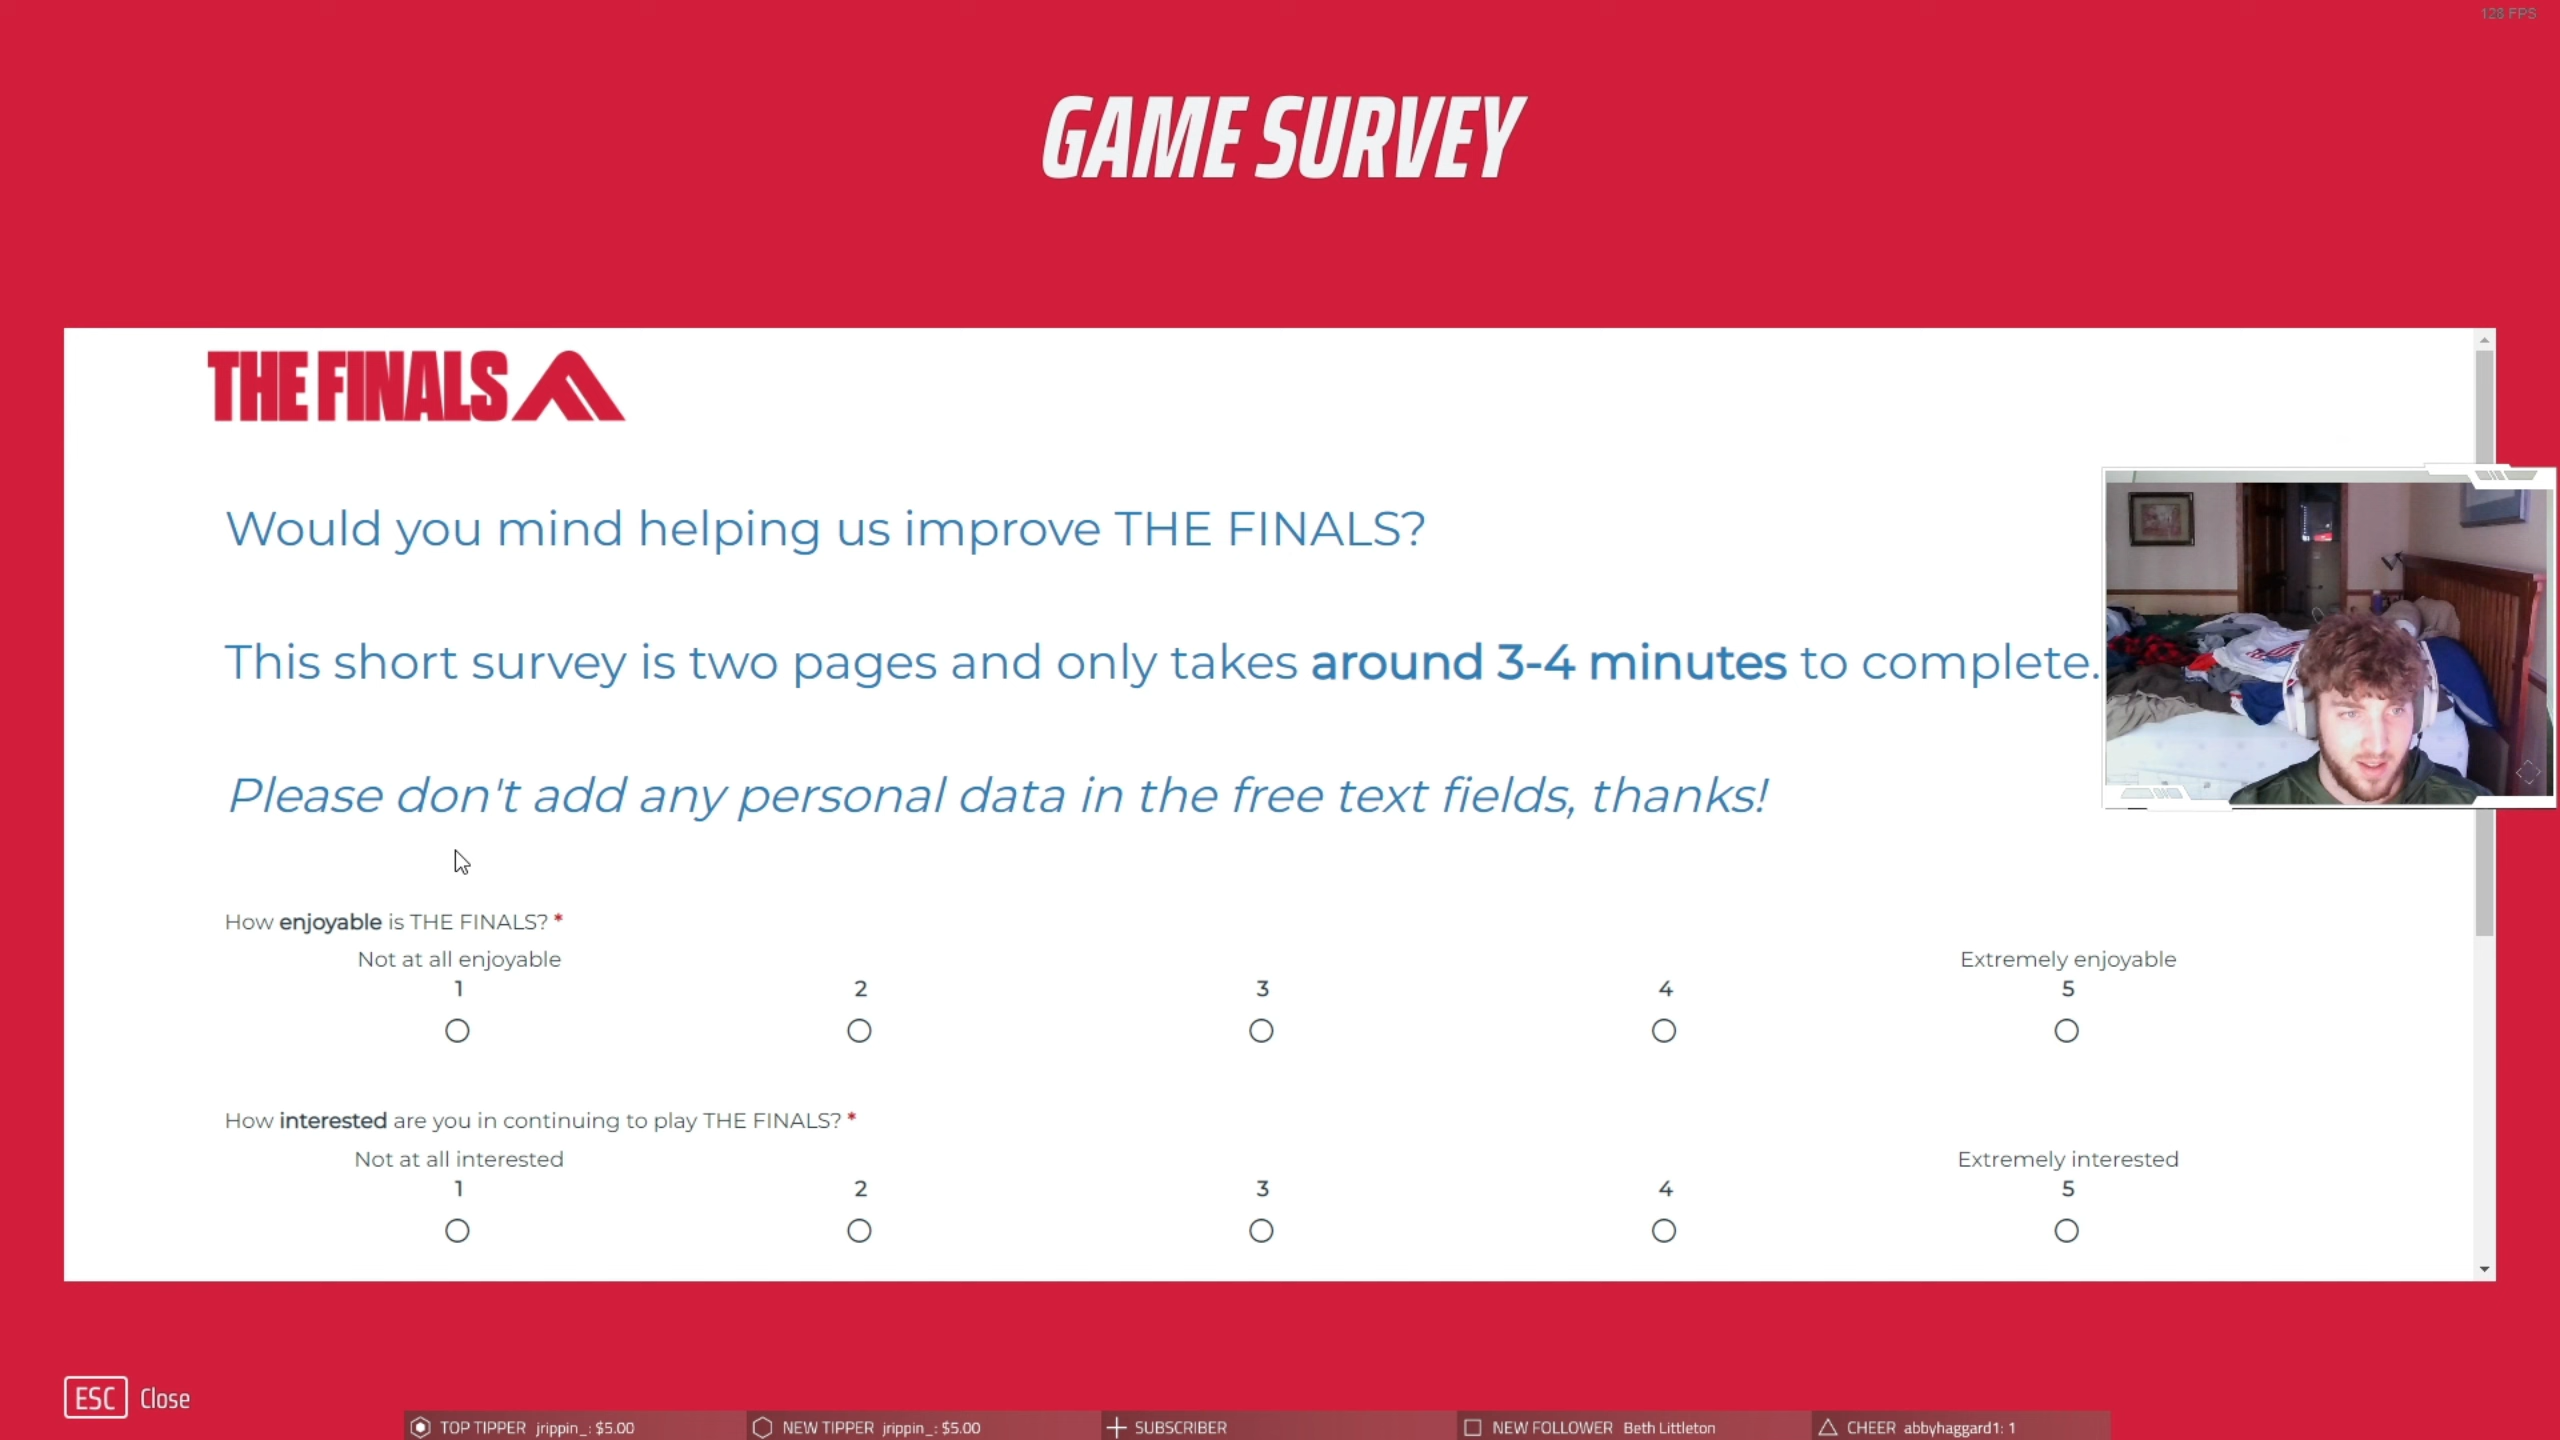 128 FPS
GAME SURVEY
THE FINALS
Would you mind helping us improve THE FINALS?
This short survey is two pages and only takes around 3-4 minutes to complete.
Please don't add any personal data in the free text fields, thanks!
How enjoyable is THE FINALS? *
Not at all enjoyable Extremely enjoyable
1 2 3 4 5
How interested are you in continuing to play THE FINALS? *
Not at all interested Extremely interested
1 2 3 4 5
ESC Close
TOP TIPPER jrippin_: $5.00 NEW TIPPER jrippin_: $5.00 SUBSCRIBER NEW FOLLOWER Beth Littleton CHEER abbyhaggard1: 1